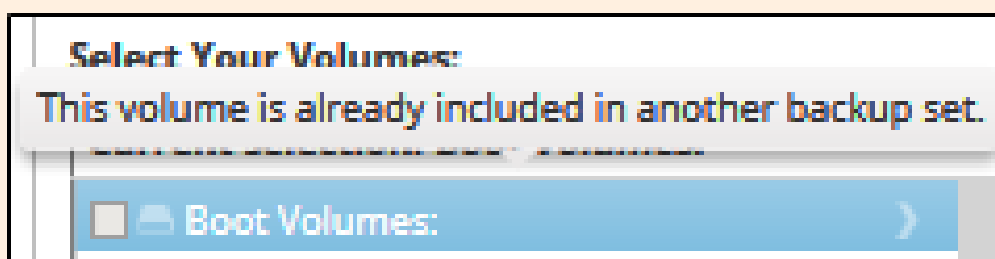 Select Your Volumes:
This volume is already included in another backup set.
Boot Volumes: